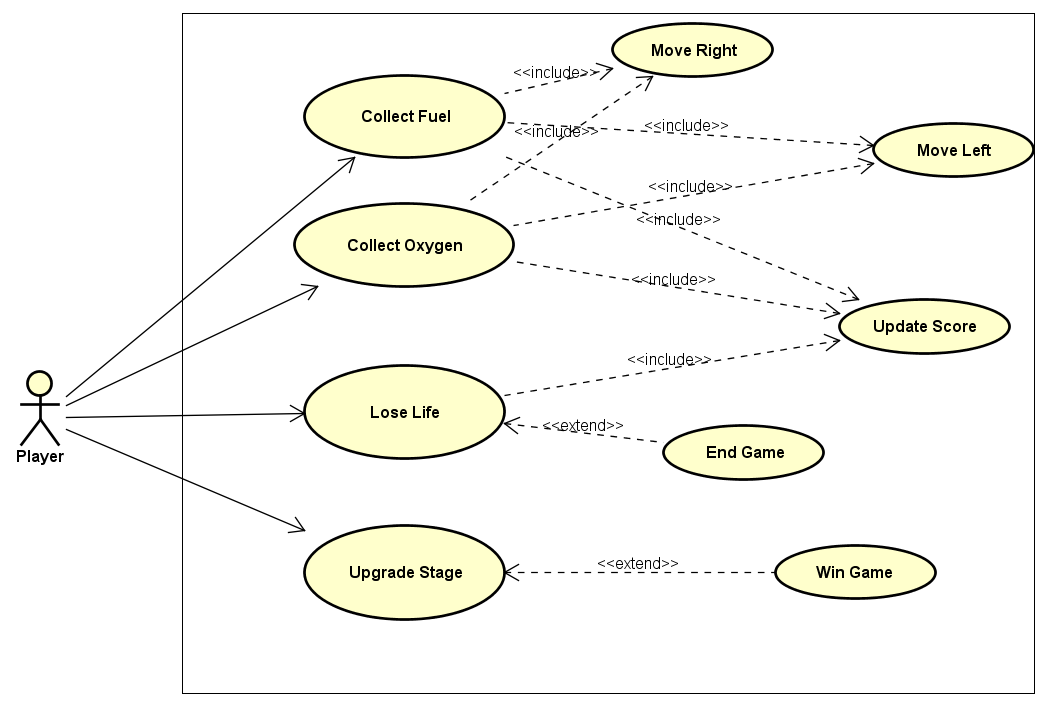 Move Right
<<include>>
Collect Fuel
<<include>>
<<include>>
Move Left
<<include>>
<<include>>
Collect Oxygen
<<include>>
Update Score
<<include>>
Lose Life
<<extend>>
End Game
Player
<<extend>>
Upgrade Stage
Win Game